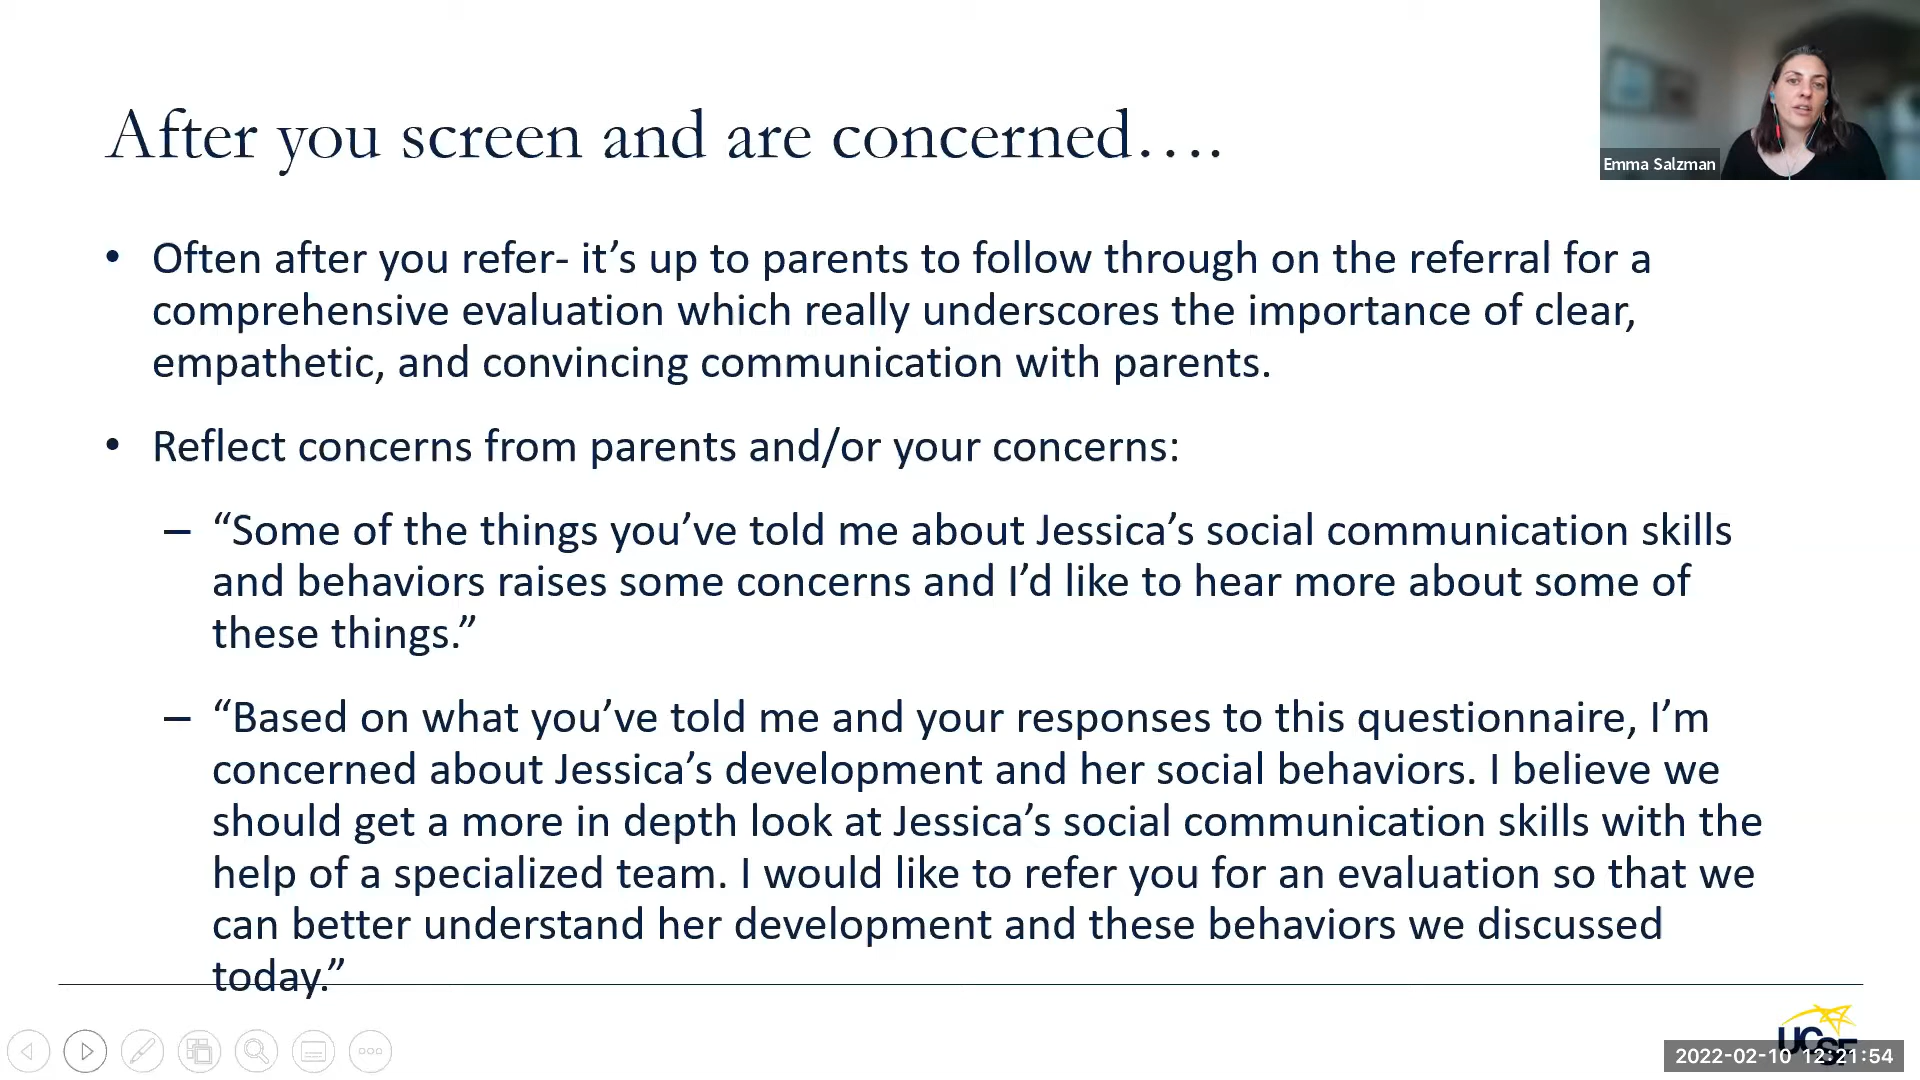 After you screen and are concerned….
Emma Salzman
• Often after you refer- it’s up to parents to follow through on the referral for a
comprehensive evaluation which really underscores the importance of clear,
empathetic, and convincing communication with parents.
• Reflect concerns from parents and/or your concerns:
– “Some of the things you’ve told me about Jessica’s social communication skills
and behaviors raises some concerns and I’d like to hear more about some of
these things.”
– “Based on what you’ve told me and your responses to this questionnaire, I’m
concerned about Jessica’s development and her social behaviors. I believe we
should get a more in depth look at Jessica’s social communication skills with the
help of a specialized team. I would like to refer you for an evaluation so that we
can better understand her development and these behaviors we discussed
today.”
UCSF
2022-02-10 12:21:54